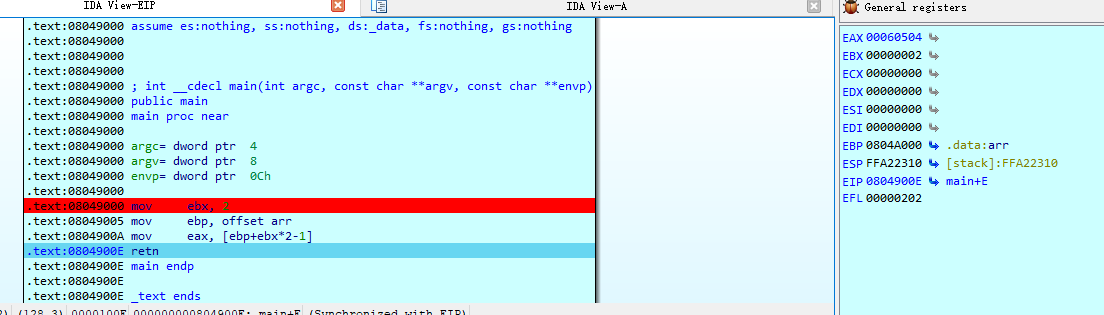 IDA View-EIP
IDA View-A
General registers
.text:08049000 assume es:nothing, ss:nothing, ds:_data, fs:nothing, gs:nothing
.text:08049000
.text:08049000
.text:08049000
.text:08049000 ; int __cdecl main(int argc, const char **argv, const char **envp)
.text:08049000 public main
.text:08049000 main proc near
.text:08049000
.text:08049000 argc= dword ptr  4
.text:08049000 argv= dword ptr  8
.text:08049000 envp= dword ptr  0Ch
.text:08049000
.text:08049000 mov     ebx, 2
.text:08049005 mov     ebp, offset arr
.text:0804900A mov     eax, [ebp+ebx*2-1]
.text:0804900E retn
.text:0804900E main endp
.text:0804900E
.text:0804900E _text ends
EAX 00060504
EBX 00000002
ECX 00000000
EDX 00000000
ESI 00000000
EDI 00000000
EBP 0804A000 .data:arr
ESP FFA22310 [stack]:FFA22310
EIP 0804900E main+E
EFL 00000202
(128,3) 0000100E 000000000804900E: main+E (Synchronized with EIP)